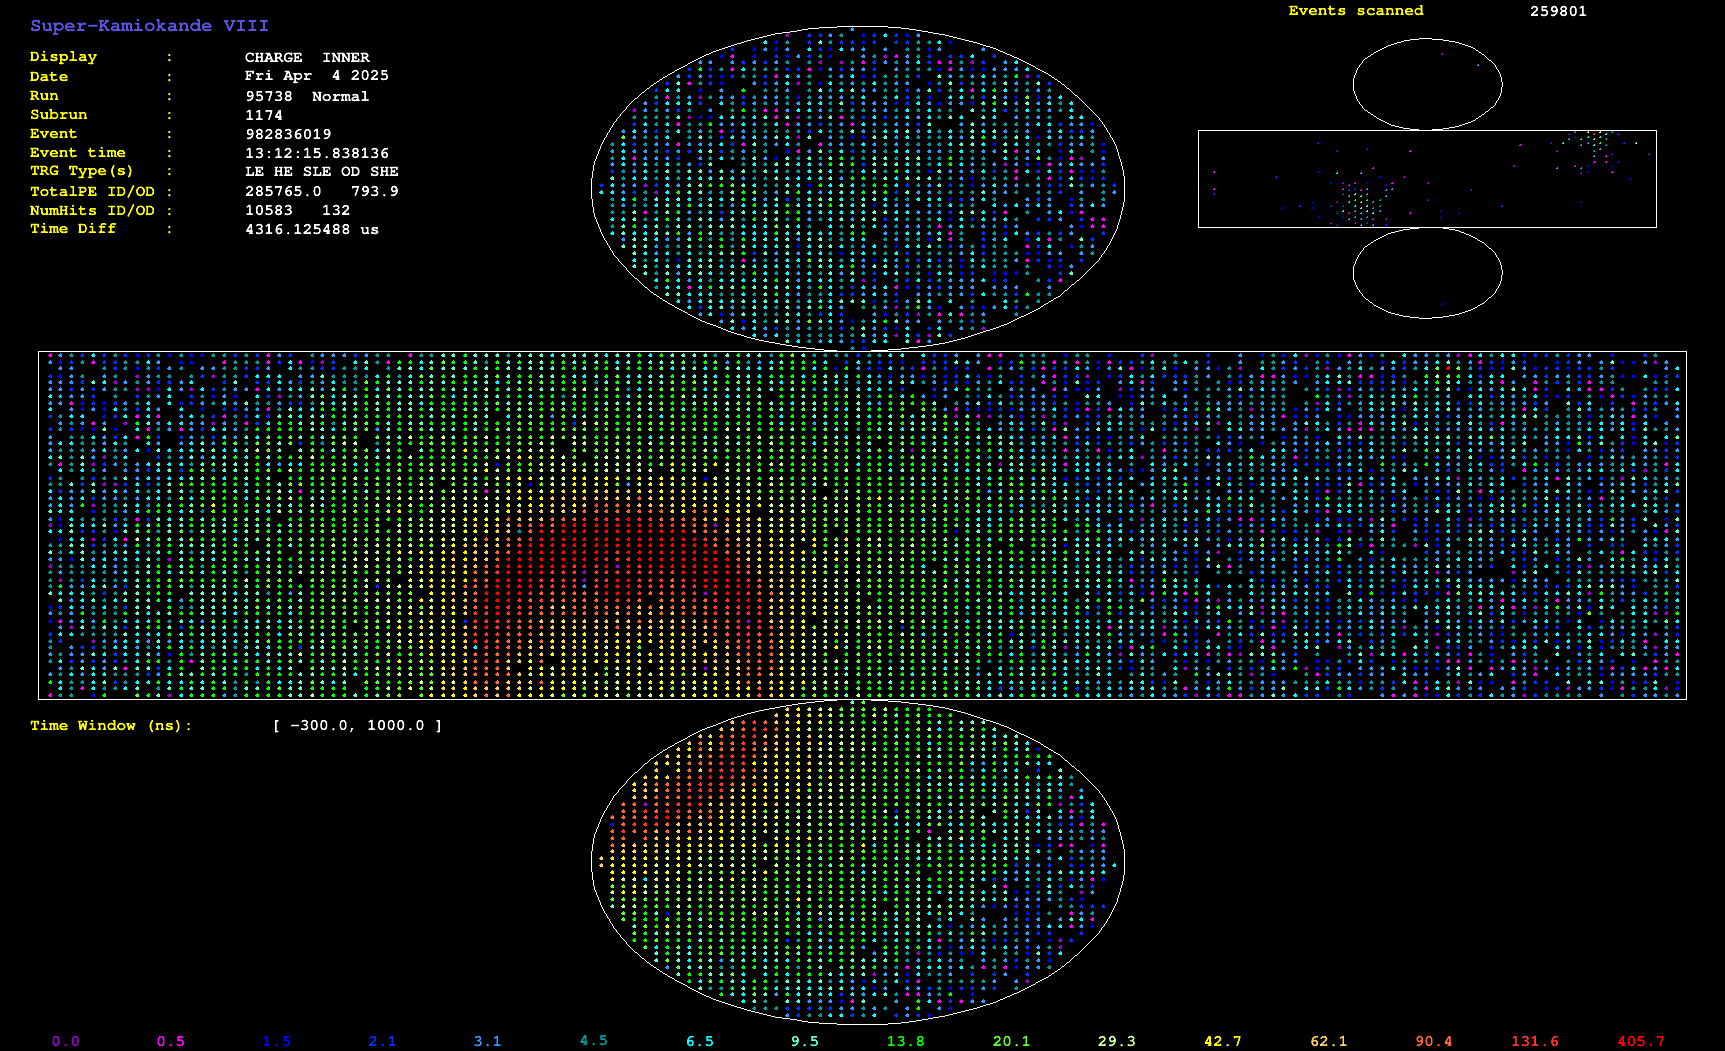 Super-Kamiokande VIII
Events scanned 259801
Display : CHARGE INNER
Date : Fri Apr 4 2025
Run : 95738 Normal
Subrun : 1174
Event : 982836019
Event time : 13:12:15.838136
TRG Type(s) : LE HE SLE OD SHE
TotalPE ID/OD : 285765.0 793.9
NumHits ID/OD : 10583 132
Time Diff : 4316.125488 us
Time Window (ns): [ -300.0, 1000.0 ]
0.0 0.5 1.5 2.1 3.1 4.5 6.5 9.5 13.8 20.1 29.3 42.7 62.1 90.4 131.6 405.7